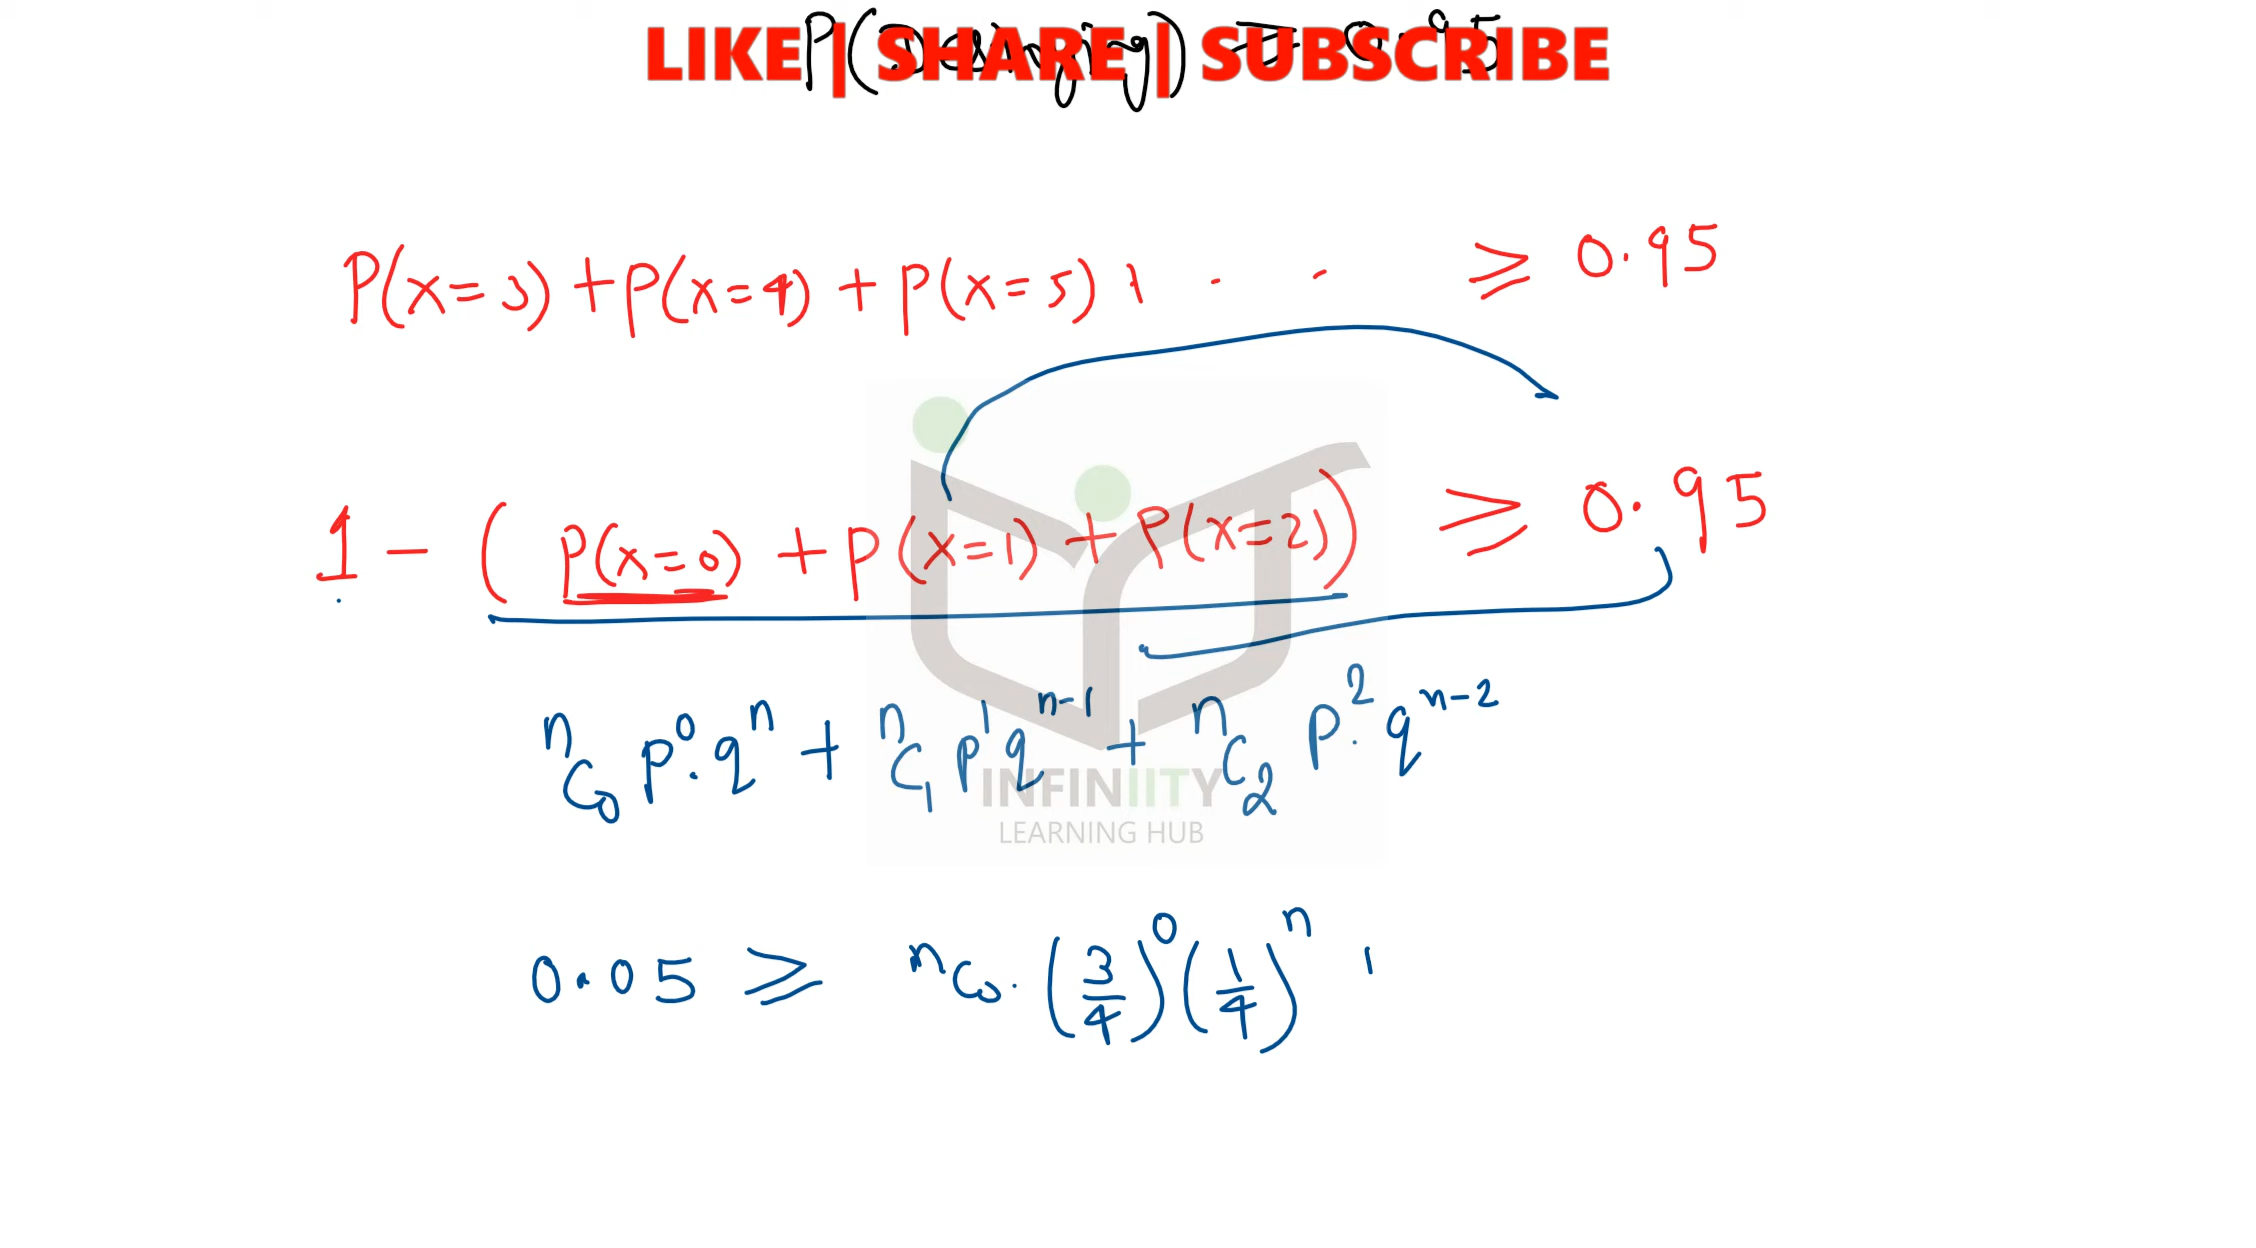 LIKE | SHARE | SUBSCRIBE
P(x=3) + P(x=4) + P(x=5) + . . ≥ 0.95
1 - ( P(x=0) + P(x=1) + P(x=2) ) ≥ 0.95
ⁿC₀ p⁰.qⁿ + ⁿC₁ p¹ qⁿ⁻¹ + ⁿC₂ p².qⁿ⁻²
INFINIITY
LEARNING HUB
0.05 ≥ ⁿC₀. (3/4)⁰ (1/4)ⁿ